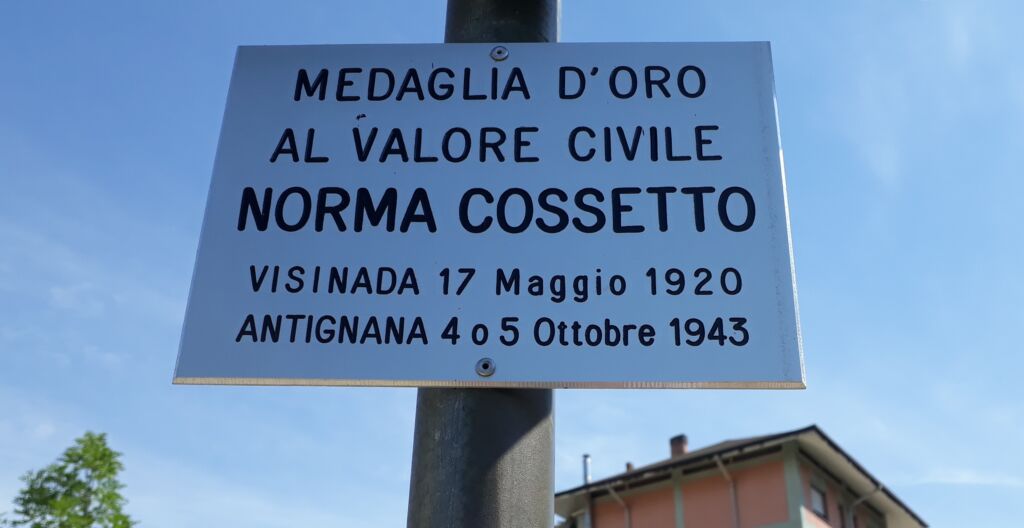 MEDAGLIA D'ORO
AL VALORE CIVILE
NORMA COSSETTO
VISINADA 17 Maggio 1920
ANTIGNANA 4 o 5 Ottobre 1943